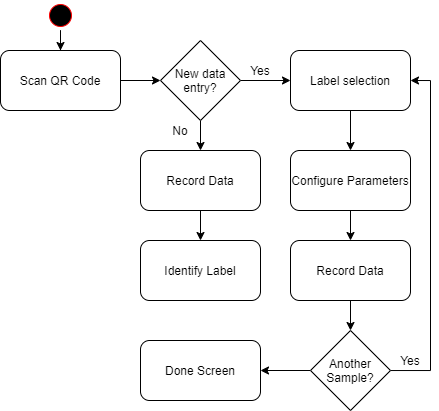 Scan QR Code
New data
entry?
Yes
Label selection
No
Record Data
Configure Parameters
Identify Label
Record Data
Done Screen
Another
Sample?
Yes